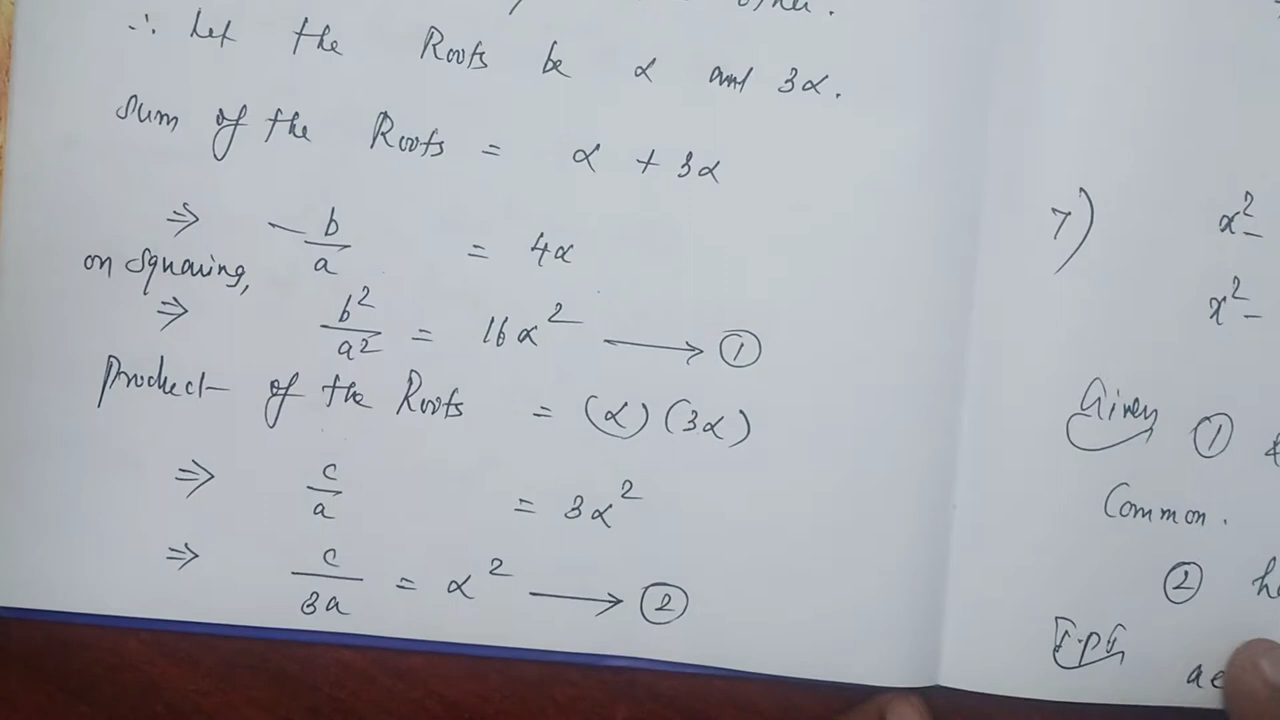 ∴ Let the Roots be α and 3α.
Sum of the Roots = α + 3α
⇒ -b/a = 4α
on squaring,
⇒ b²/a² = 16α² ⟶ ①
Product of the Roots = (α)(3α)
⇒ c/a = 3α²
⇒ c/3a = α² ⟶ ②
7) x² -
x² -
Given ①
Common.
②